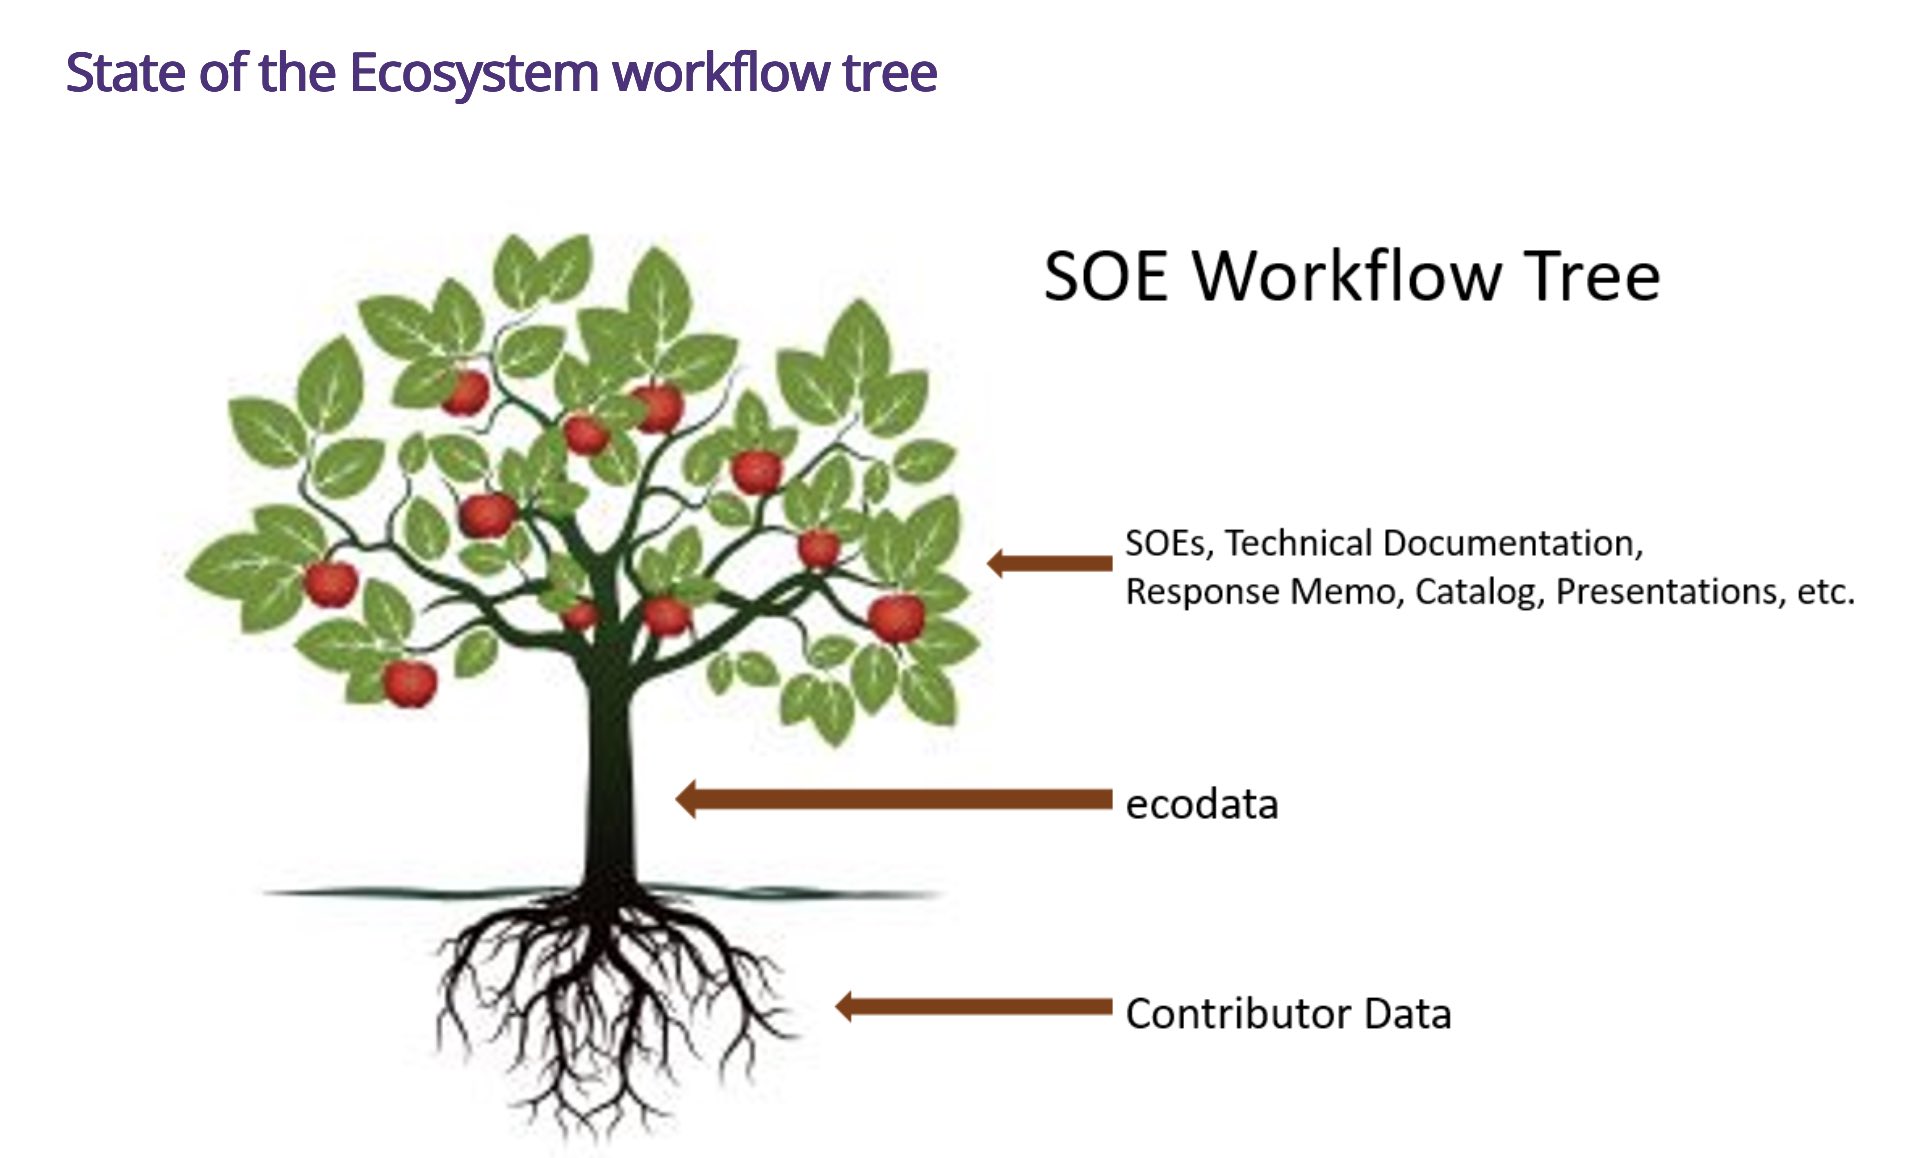 State of the Ecosystem workflow tree
SOE Workflow Tree
SOEs, Technical Documentation,
Response Memo, Catalog, Presentations, etc.
ecodata
Contributor Data